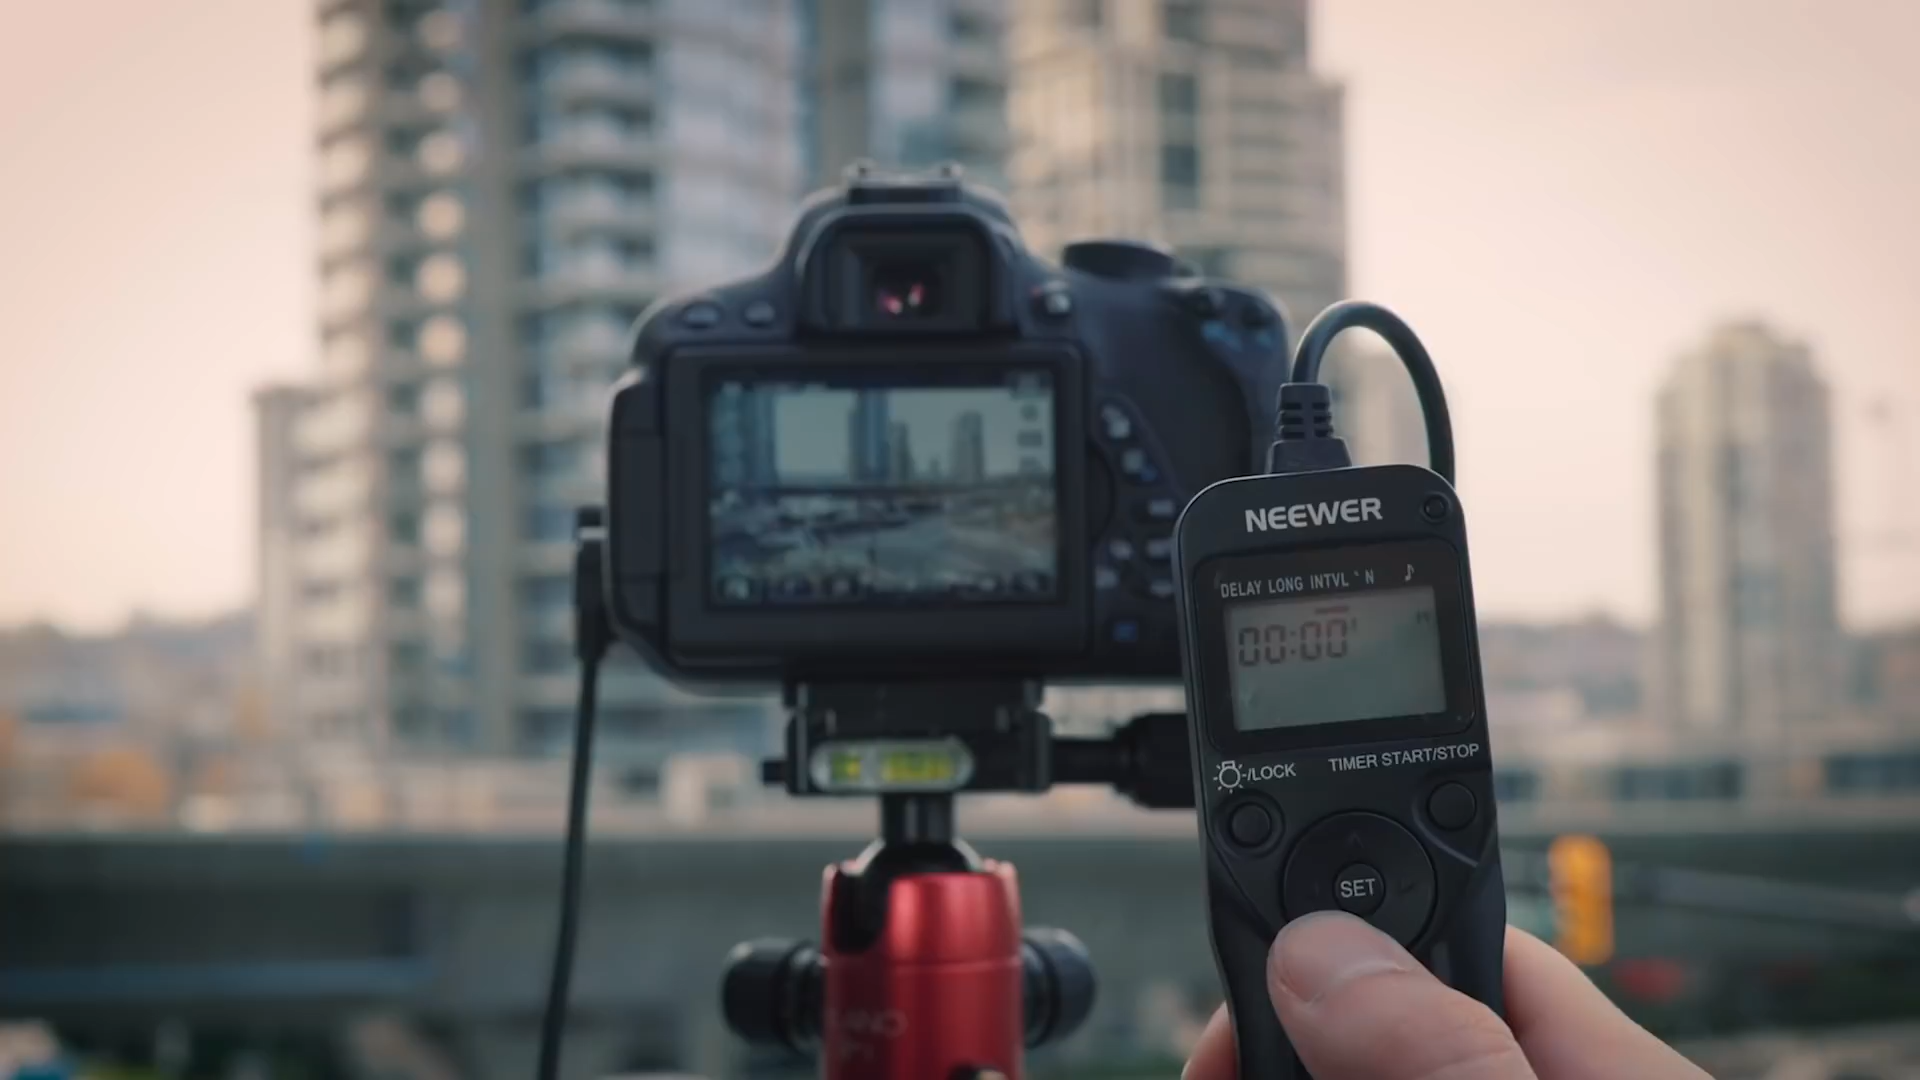 NEEWER
DELAY LONG INTVL N
00:00
/LOCK
TIMER START/STOP
SET